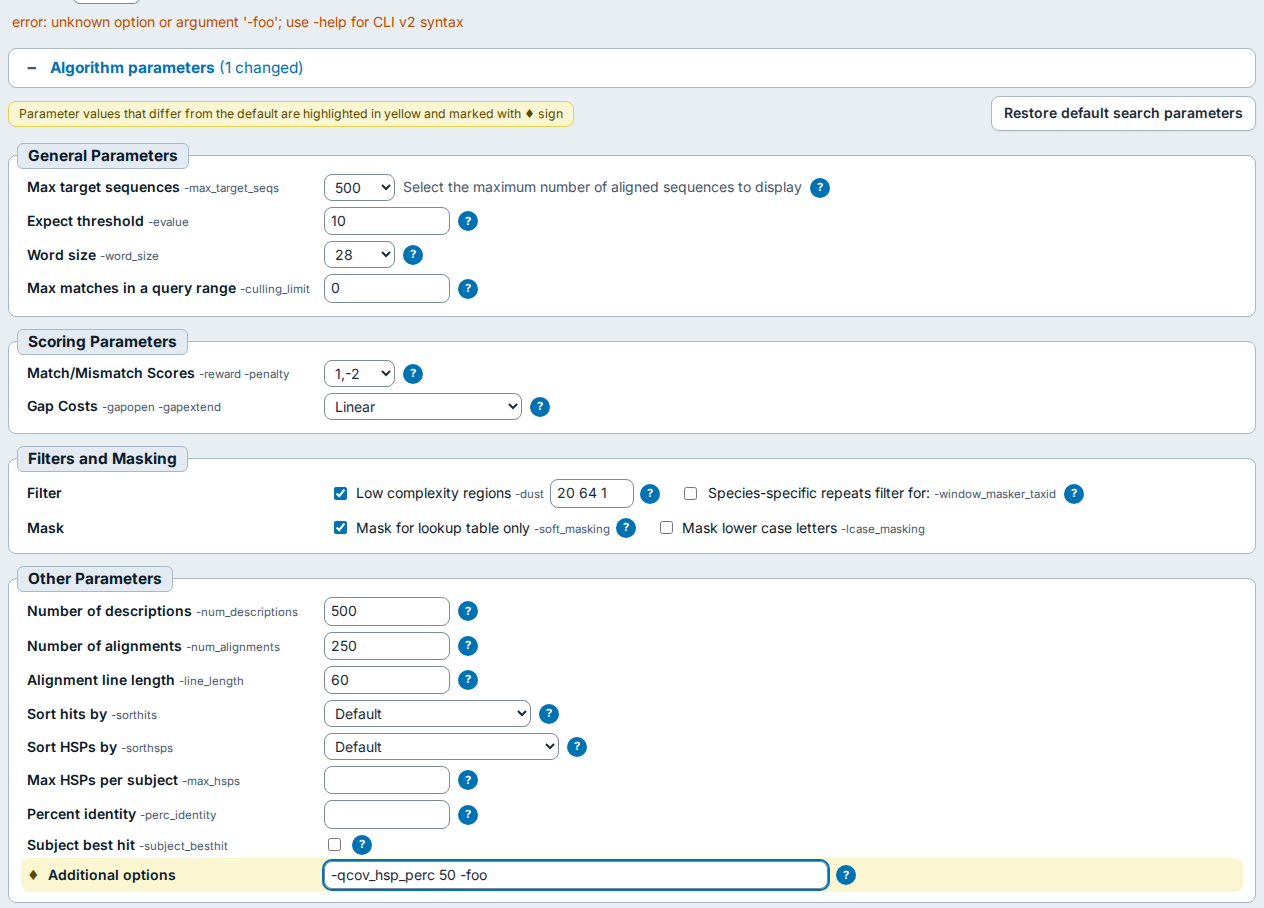 error: unknown option or argument '-foo'; use -help for CLI v2 syntax
− Algorithm parameters (1 changed)
Parameter values that differ from the default are highlighted in yellow and marked with ♦ sign
Restore default search parameters
General Parameters
Max target sequences -max_target_seqs 500 Select the maximum number of aligned sequences to display ?
Expect threshold -evalue 10 ?
Word size -word_size 28 ?
Max matches in a query range -culling_limit 0 ?
Scoring Parameters
Match/Mismatch Scores -reward -penalty 1,-2 ?
Gap Costs -gapopen -gapextend Linear ?
Filters and Masking
Filter Low complexity regions -dust 20 64 1 ? Species-specific repeats filter for: -window_masker_taxid ?
Mask Mask for lookup table only -soft_masking ? Mask lower case letters -lcase_masking
Other Parameters
Number of descriptions -num_descriptions 500 ?
Number of alignments -num_alignments 250 ?
Alignment line length -line_length 60 ?
Sort hits by -sorthits Default ?
Sort HSPs by -sorthsps Default ?
Max HSPs per subject -max_hsps ?
Percent identity -perc_identity ?
Subject best hit -subject_besthit ?
♦ Additional options -qcov_hsp_perc 50 -foo ?